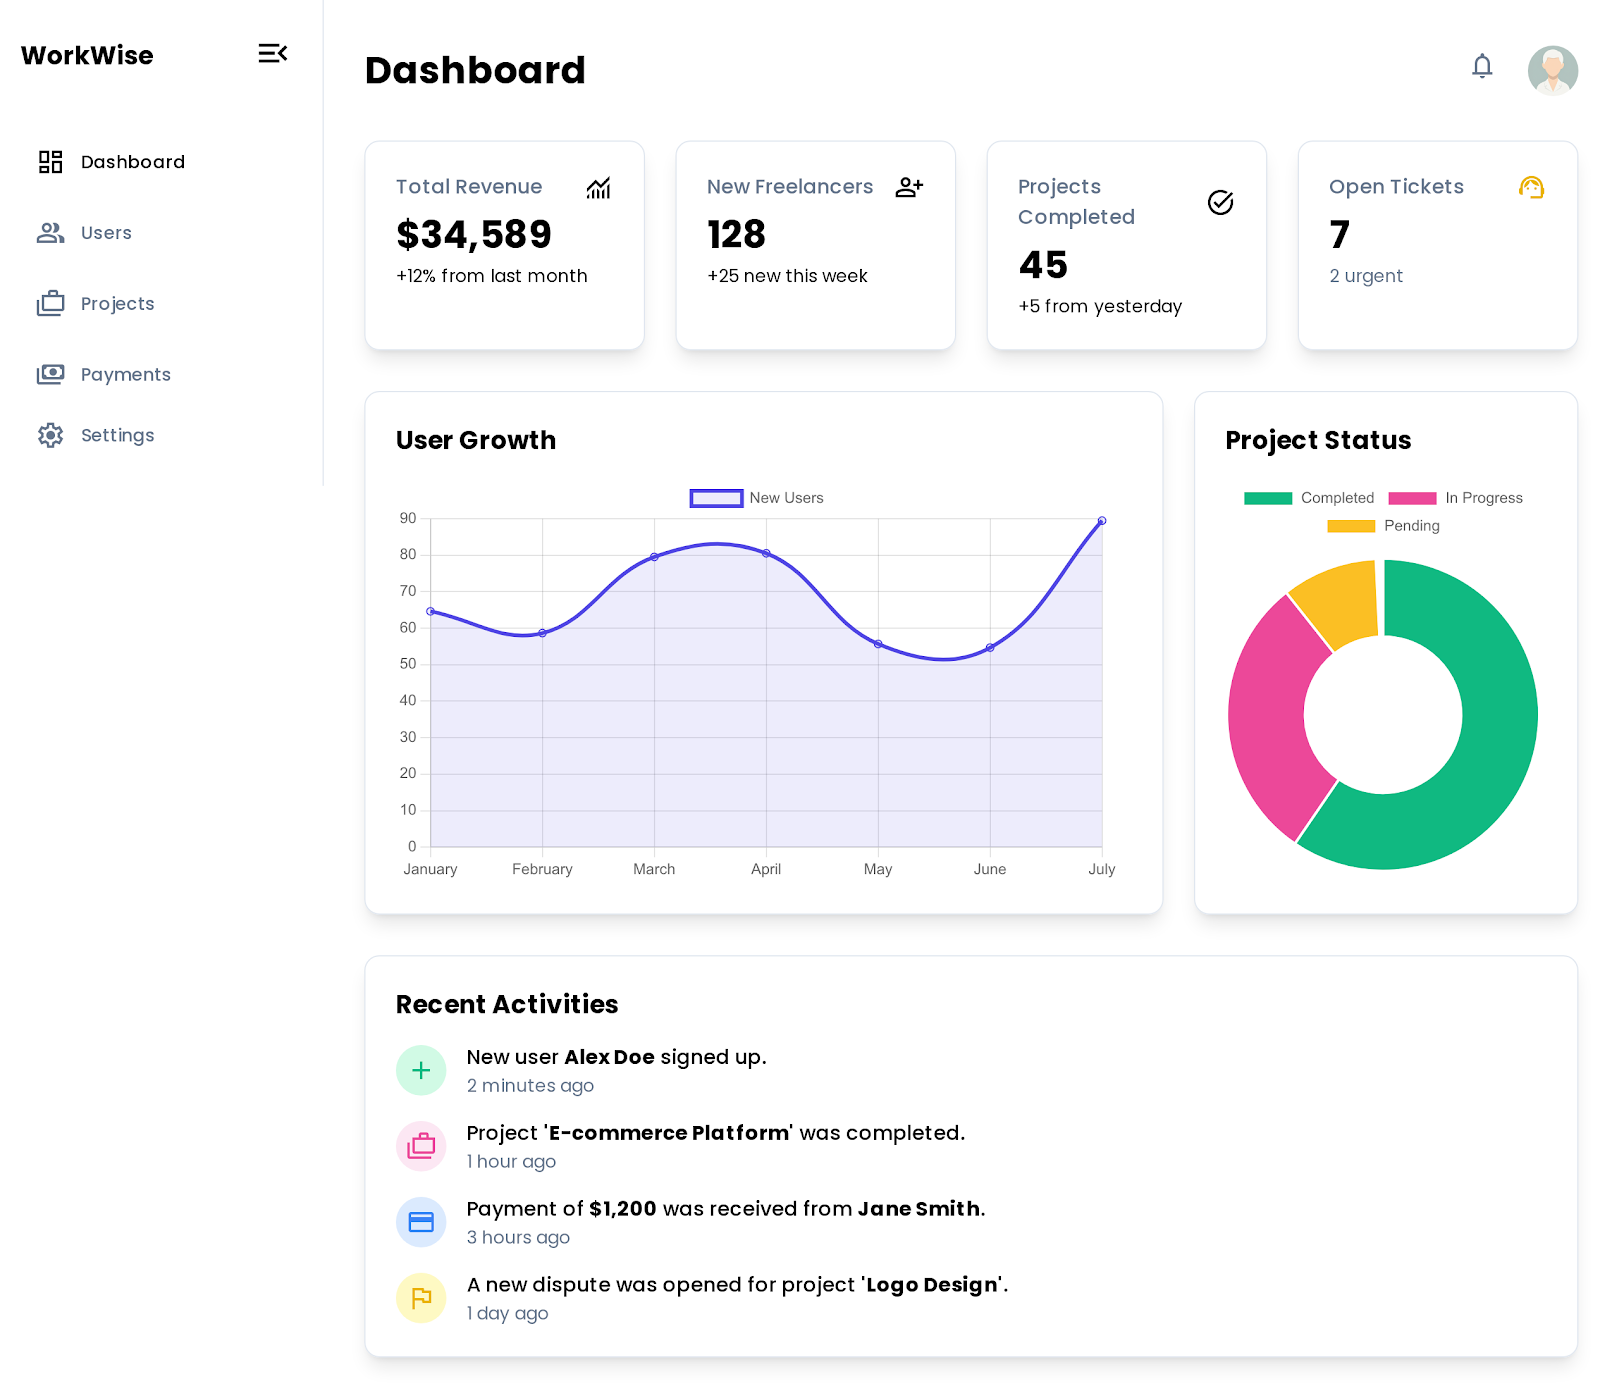 WorkWise
Dashboard
Users
Projects
Payments
Settings
Dashboard
Total Revenue
$34,589
+12% from last month
New Freelancers
128
+25 new this week
Projects
Completed
45
+5 from yesterday
Open Tickets
7
2 urgent
User Growth
New Users
90
80
70
60
50
40
30
20
10
0
January February March April May June July
Project Status
Completed In Progress
Pending
Recent Activities
New user Alex Doe signed up.
2 minutes ago
Project 'E-commerce Platform' was completed.
1 hour ago
Payment of $1,200 was received from Jane Smith.
3 hours ago
A new dispute was opened for project 'Logo Design'.
1 day ago